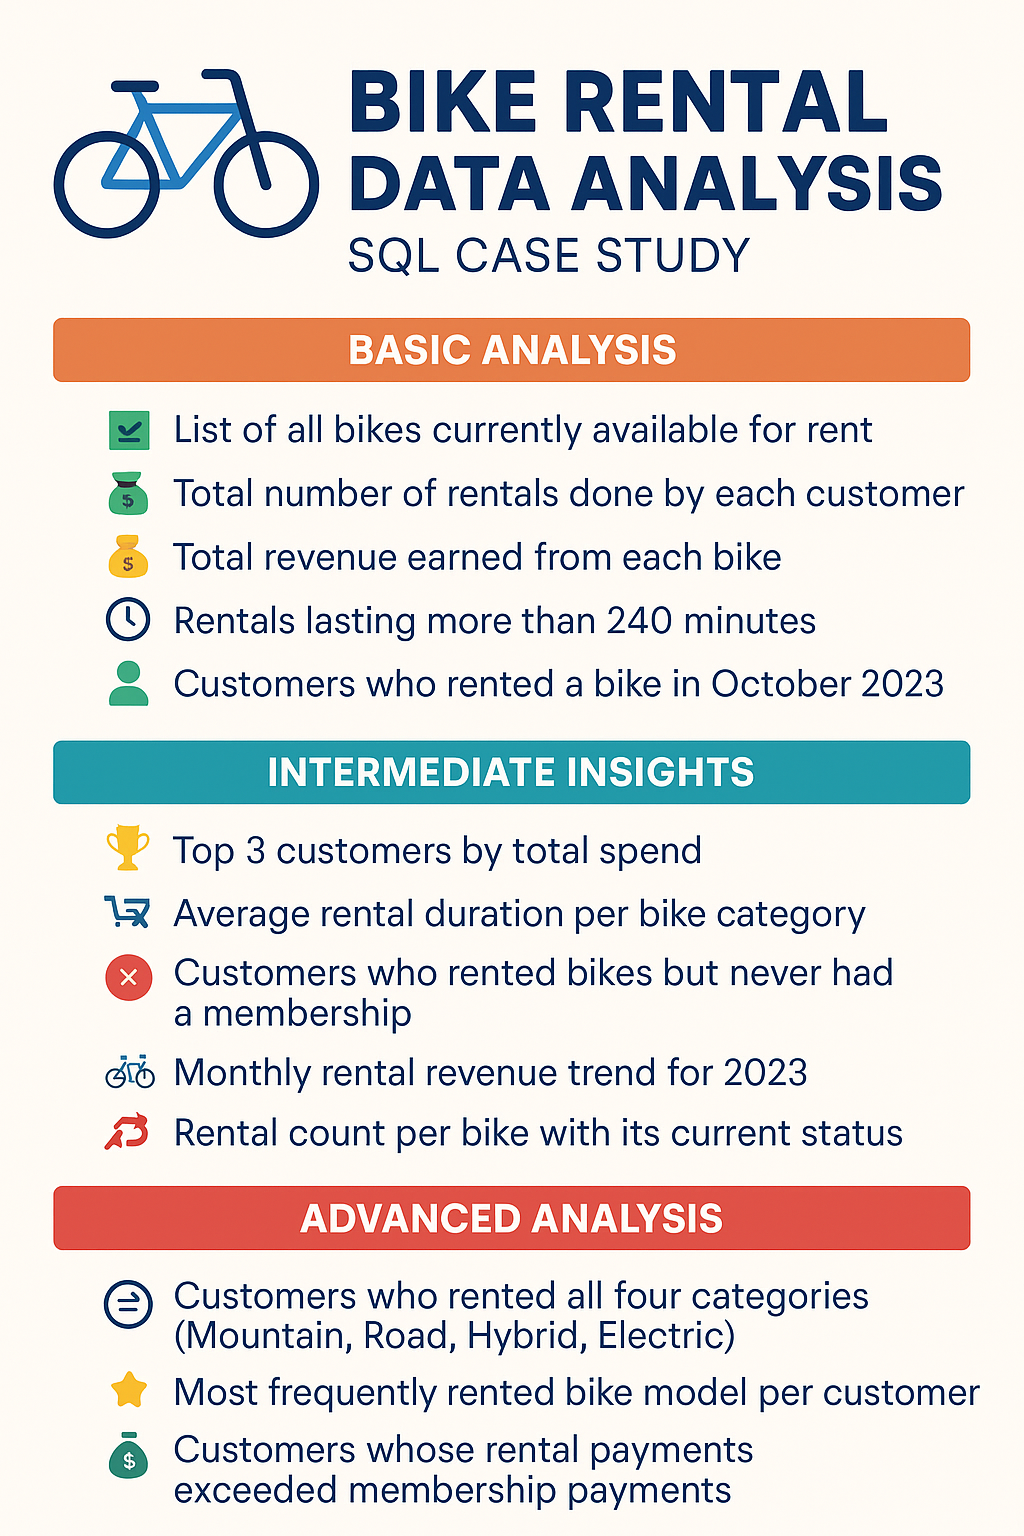 BIKE RENTAL
DATA ANALYSIS
SQL CASE STUDY
BASIC ANALYSIS
List of all bikes currently available for rent
$ Total number of rentals done by each customer
$ Total revenue earned from each bike
Rentals lasting more than 240 minutes
Customers who rented a bike in October 2023
INTERMEDIATE INSIGHTS
Top 3 customers by total spend
Average rental duration per bike category
Customers who rented bikes but never had
a membership
Monthly rental revenue trend for 2023
Rental count per bike with its current status
ADVANCED ANALYSIS
Customers who rented all four categories
(Mountain, Road, Hybrid, Electric)
Most frequently rented bike model per customer
$ Customers whose rental payments
exceeded membership payments